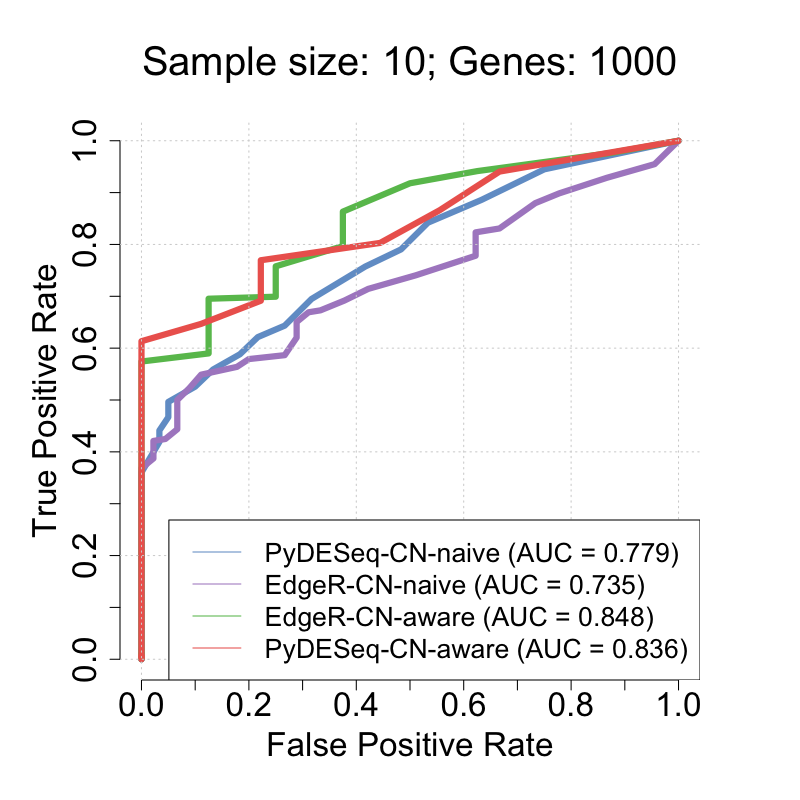 Sample size: 10; Genes: 1000
True Positive Rate
1.0
0.8
0.6
0.4
0.2
0.0
PyDESeq-CN-naive (AUC = 0.779)
EdgeR-CN-naive (AUC = 0.735)
EdgeR-CN-aware (AUC = 0.848)
PyDESeq-CN-aware (AUC = 0.836)
0.0 0.2 0.4 0.6 0.8 1.0
False Positive Rate